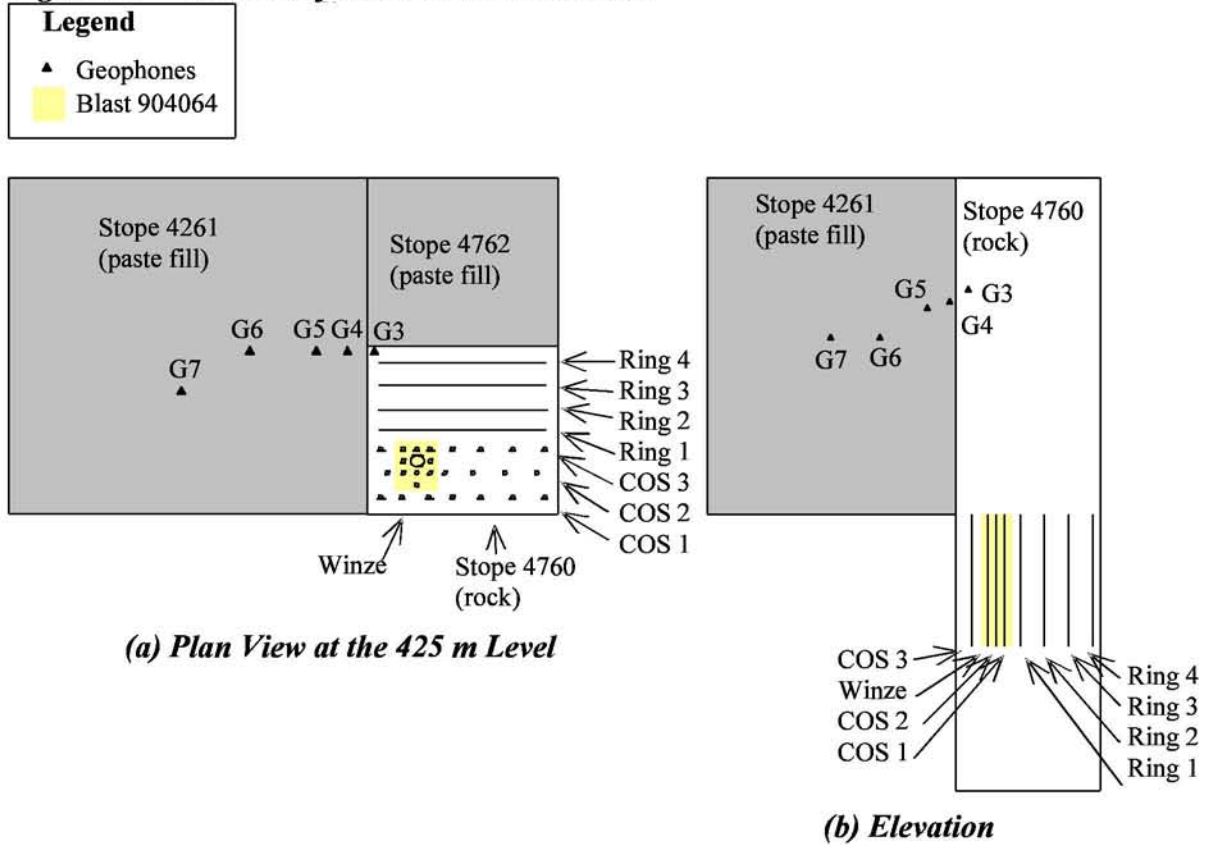 Legend
Geophones
Blast 904064
Stope 4261
(paste fill)
Stope 4762
(paste fill)
G6
G5
G4
G3
G7
Ring 4
Ring 3
Ring 2
Ring 1
COS 3
COS 2
COS 1
Winze
Stope 4760
(rock)
(a) Plan View at the 425 m Level
Stope 4261
(paste fill)
Stope 4760
(rock)
G5
G3
G4
G7
G6
COS 3
Winze
COS 2
COS 1
Ring 4
Ring 3
Ring 2
Ring 1
(b) Elevation